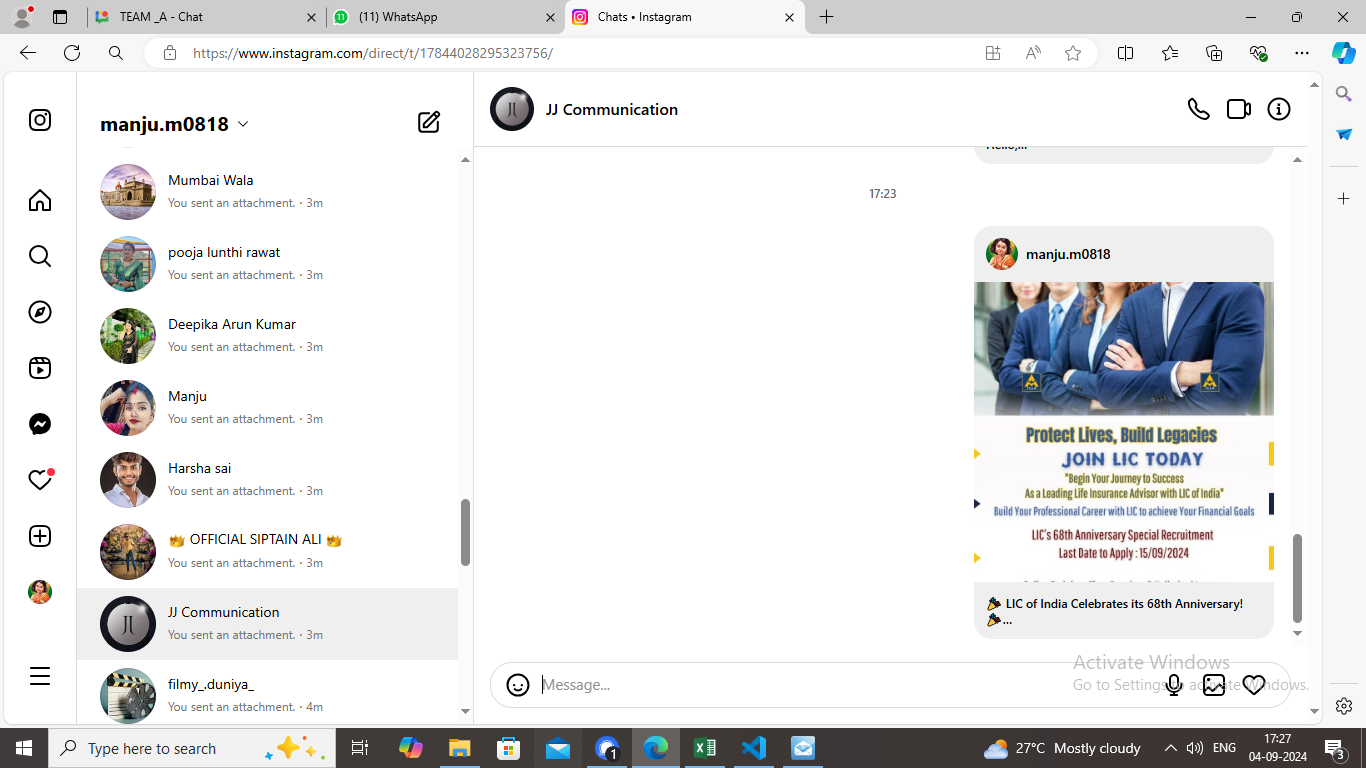 TEAM _A - Chat
(11) WhatsApp
Chats • Instagram
https://www.instagram.com/direct/t/17844028295323756/
manju.m0818
Mumbai Wala
You sent an attachment. · 3m
pooja lunthi rawat
You sent an attachment. · 3m
Deepika Arun Kumar
You sent an attachment. · 3m
Manju
You sent an attachment. · 3m
Harsha sai
You sent an attachment. · 3m
👑 OFFICIAL SIPTAIN ALI 👑
You sent an attachment. · 3m
JJ Communication
You sent an attachment. · 3m
filmy_.duniya_
You sent an attachment. · 4m
JJ Communication
Hello,...
17:23
manju.m0818
Protect Lives, Build Legacies
JOIN LIC TODAY
"Begin Your Journey to Success
As a Leading Life Insurance Advisor with LIC of India"
Build Your Professional Career with LIC to achieve Your Financial Goals
LIC's 68th Anniversary Special Recruitment
Last Date to Apply : 15/09/2024
🎉 LIC of India Celebrates its 68th Anniversary!
🎉...
Message...
Activate Windows
Go to Settings to activate Windows.
Type here to search
27°C Mostly cloudy
ENG
17:27
04-09-2024
3